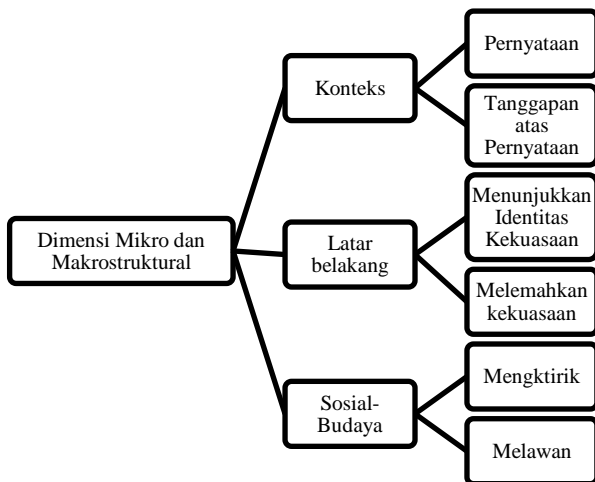 Dimensi Mikro dan
Makrostruktural
Konteks
Pernyataan
Tanggapan
atas
Pernyataan
Latar
belakang
Menunjukkan
Identitas
Kekuasaan
Melemahkan
kekuasaan
Sosial-
Budaya
Mengktirik
Melawan